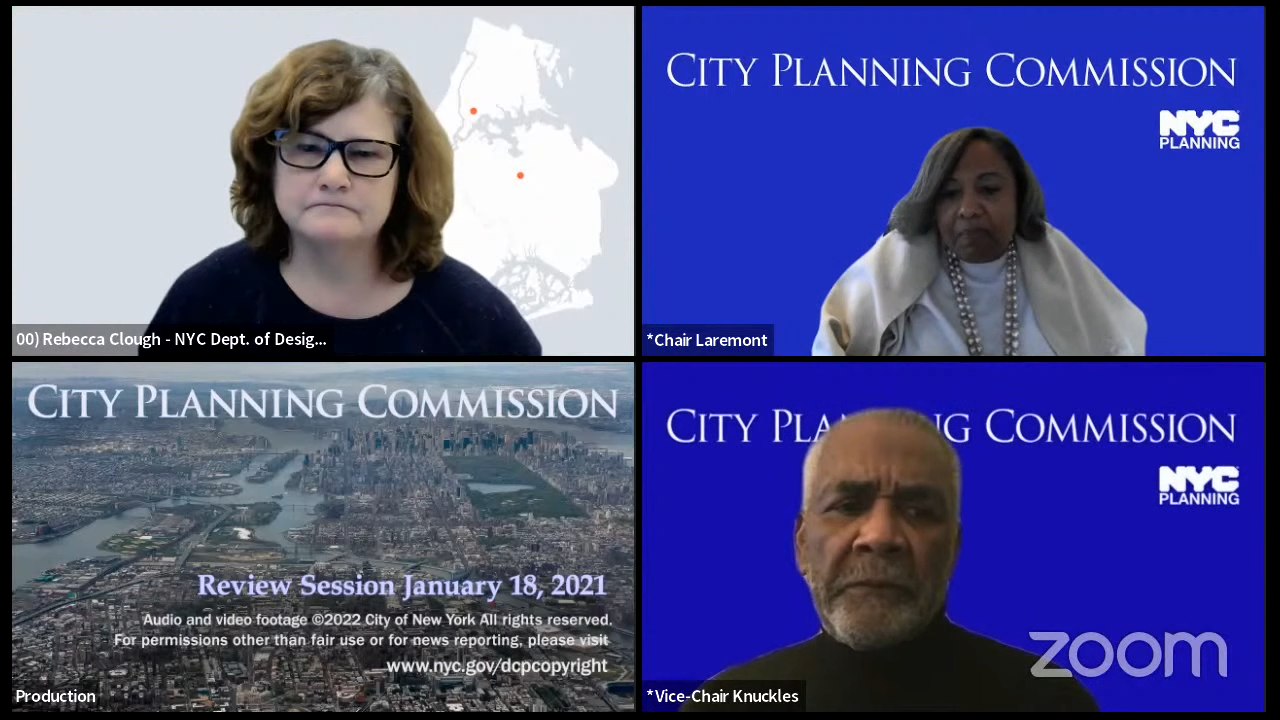 CITY PLANNING COMMISSION
NYC
PLANNING
00) Rebecca Clough - NYC Dept. of Desig...
*Chair Laremont
CITY PLANNING COMMISSION
Review Session January 18, 2021
Audio and video footage ©2022 City of New York All rights reserved.
For permissions other than fair use or for news reporting, please visit
www.nyc.gov/dcpcopyright
Production
CITY PLA G COMMISSION
NYC
PLANNING
zoom
*Vice-Chair Knuckles